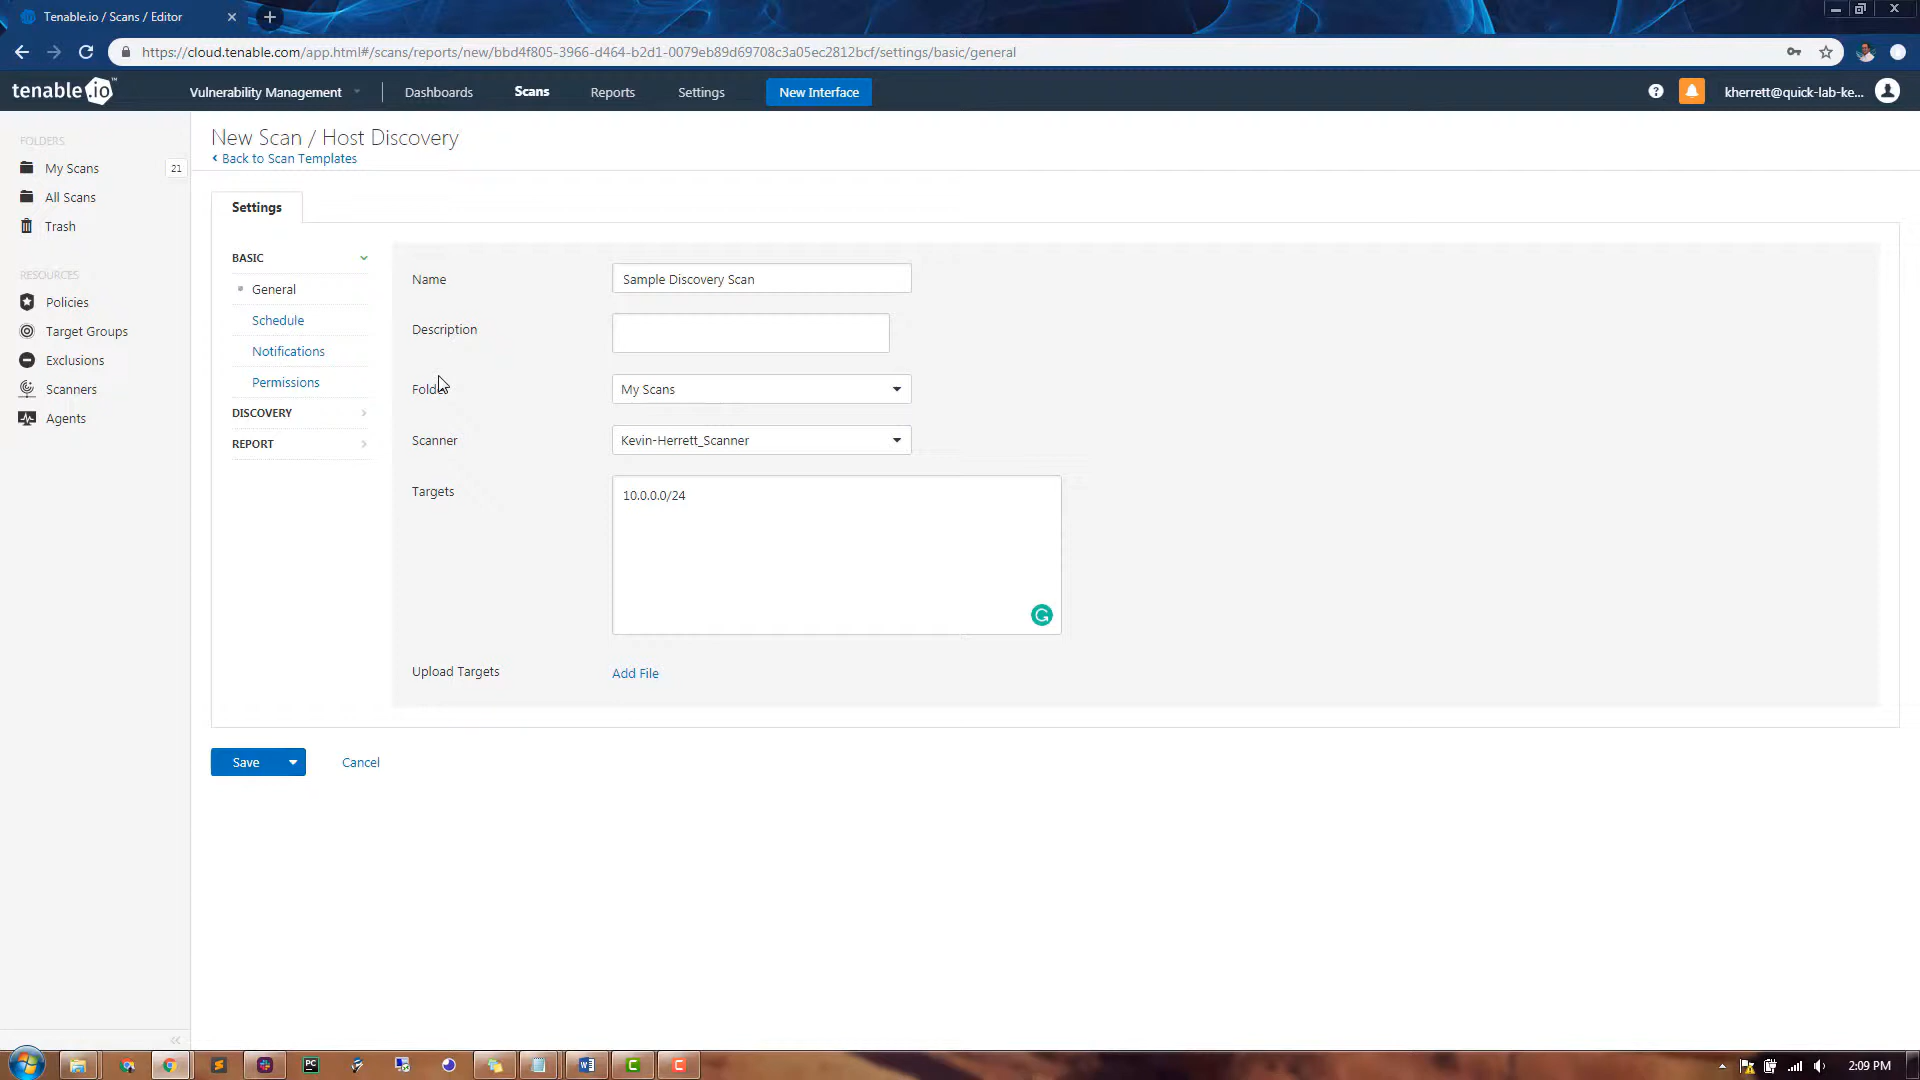 Tenable.io / Scans / Editor
https://cloud.tenable.com/app.html#/scans/reports/new/bbd4f805-3966-d464-b2d1-0079eb89d69708c3a05ec2812bcf/settings/basic/general
tenable.io™ Vulnerability Management Dashboards Scans Reports Settings New Interface kherrett@quick-lab-ke...
FOLDERS
My Scans 21
All Scans
Trash
RESOURCES
Policies
Target Groups
Exclusions
Scanners
Agents
New Scan / Host Discovery
Back to Scan Templates
Settings
BASIC
General
Schedule
Notifications
Permissions
DISCOVERY
REPORT
Name Sample Discovery Scan
Description
Folder My Scans
Scanner Kevin-Herrett_Scanner
Targets 10.0.0.0/24
Upload Targets Add File
Save Cancel
2:09 PM